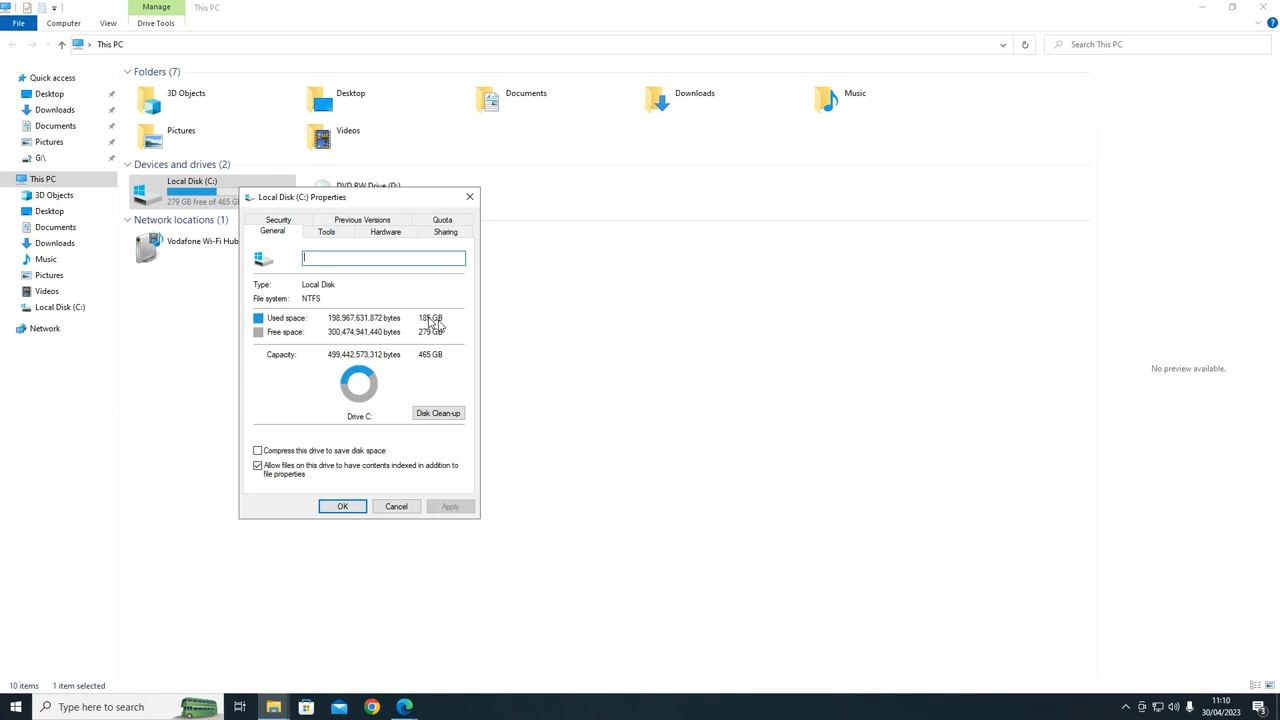 Manage
This PC
File
Computer
View
Drive Tools
This PC
Search This PC
Quick access
Desktop
Downloads
Documents
Pictures
G:\
This PC
3D Objects
Desktop
Documents
Downloads
Music
Pictures
Videos
Local Disk (C:)
Network
Folders (7)
3D Objects
Desktop
Documents
Downloads
Music
Pictures
Videos
Devices and drives (2)
Local Disk (C:)
279 GB free of 465 G
DVD RW Drive (D:)
Network locations (1)
Vodafone Wi-Fi Hub
Local Disk (C:) Properties
Security
Previous Versions
Quota
General
Tools
Hardware
Sharing
Type:
Local Disk
File system:
NTFS
Used space:
198,967,631,872 bytes
185 GB
Free space:
300,474,941,440 bytes
279 GB
Capacity:
499,442,573,312 bytes
465 GB
Drive C:
Disk Clean-up
Compress this drive to save disk space
Allow files on this drive to have contents indexed in addition to
file properties
OK
Cancel
Apply
No preview available.
10 items
1 item selected
Type here to search
11:10
30/04/2023
3